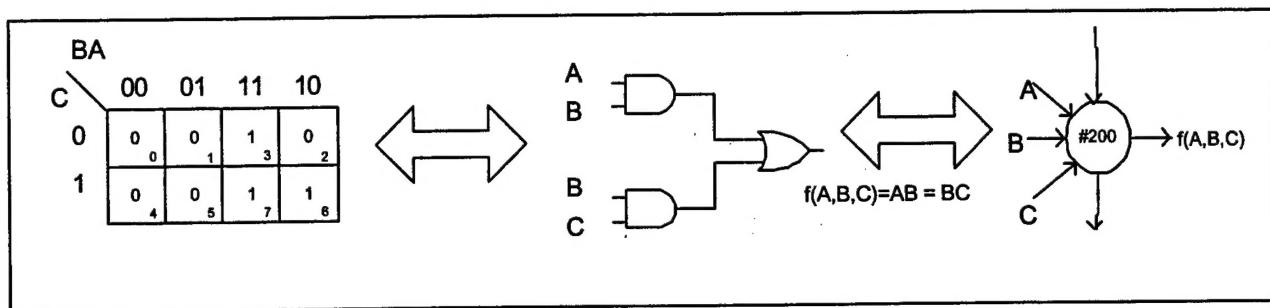 BA
C
00 01 11 10
0
0 0 0 1 1 3 0 2
1
0 4 0 5 1 7 1 6
A
B
B
C
f(A,B,C)=AB = BC
A
B
C
#200
f(A,B,C)